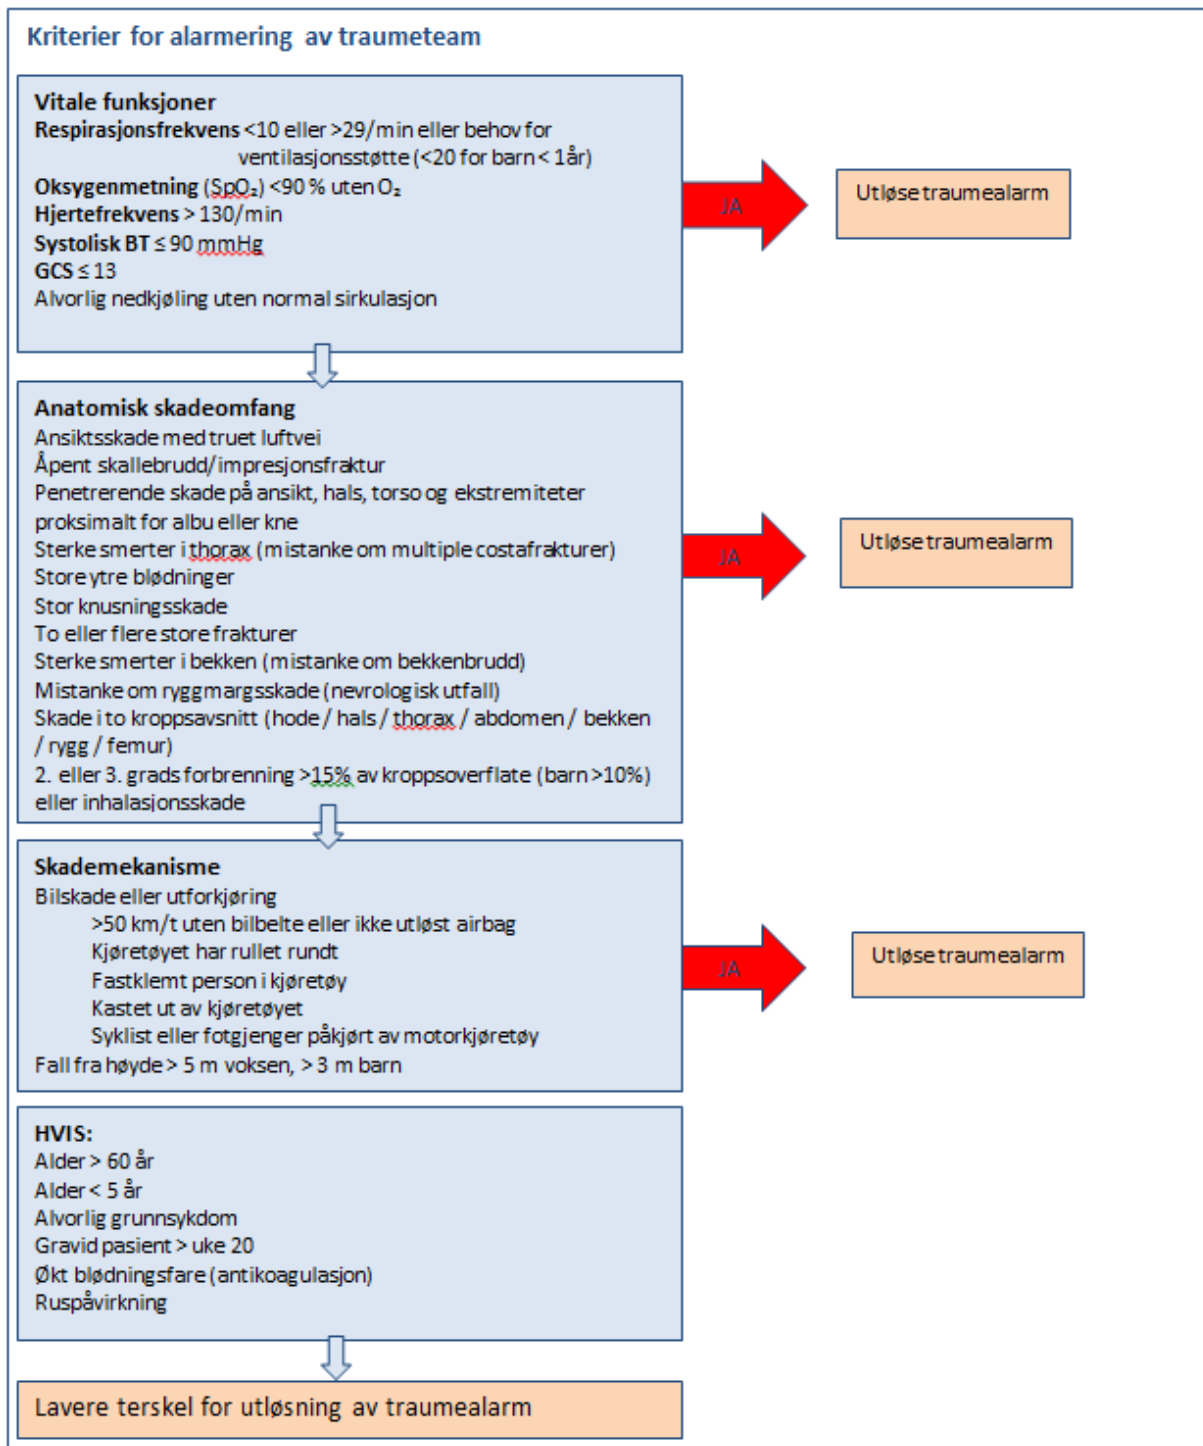 Kriterier for alarmering av traumeteam
Vitale funksjoner
Respirasjonsfrekvens <10 eller >29/min eller behov for
ventilasjonsstøtte (<20 for barn < 1år)
Oksygenmetning (SpO₂) <90 % uten O₂
Hjertefrekvens > 130/min
Systolisk BT ≤ 90 mmHg
GCS ≤ 13
Alvorlig nedkjøling uten normal sirkulasjon
JA
Utløse traumealarm
Anatomisk skadeomfang
Ansiktsskade med truet luftvei
Åpent skallebrudd/impresjonsfraktur
Penetrerende skade på ansikt, hals, torso og ekstremiteter
proksimalt for albu eller kne
Sterke smerter i thorax (mistanke om multiple costafrakturer)
Store ytre blødninger
Stor knusningsskade
To eller flere store frakturer
Sterke smerter i bekken (mistanke om bekkenbrudd)
Mistanke om ryggmargsskade (nevrologisk utfall)
Skade i to kroppsavsnitt (hode / hals / thorax / abdomen / bekken
/ rygg / femur)
2. eller 3. grads forbrenning >15% av kroppsoverflate (barn >10%)
eller inhalasjonsskade
JA
Utløse traumealarm
Skademekanisme
Bilskade eller utforkjøring
>50 km/t uten bilbelte eller ikke utløst airbag
Kjøretøyet har rullet rundt
Fastklemt person i kjøretøy
Kastet ut av kjøretøyet
Syklist eller fotgjenger påkjørt av motorkjøretøy
Fall fra høyde > 5 m voksen, > 3 m barn
JA
Utløse traumealarm
HVIS:
Alder > 60 år
Alder < 5 år
Alvorlig grunnsykdom
Gravid pasient > uke 20
Økt blødningsfare (antikoagulasjon)
Ruspåvirkning
Lavere terskel for utløsning av traumealarm